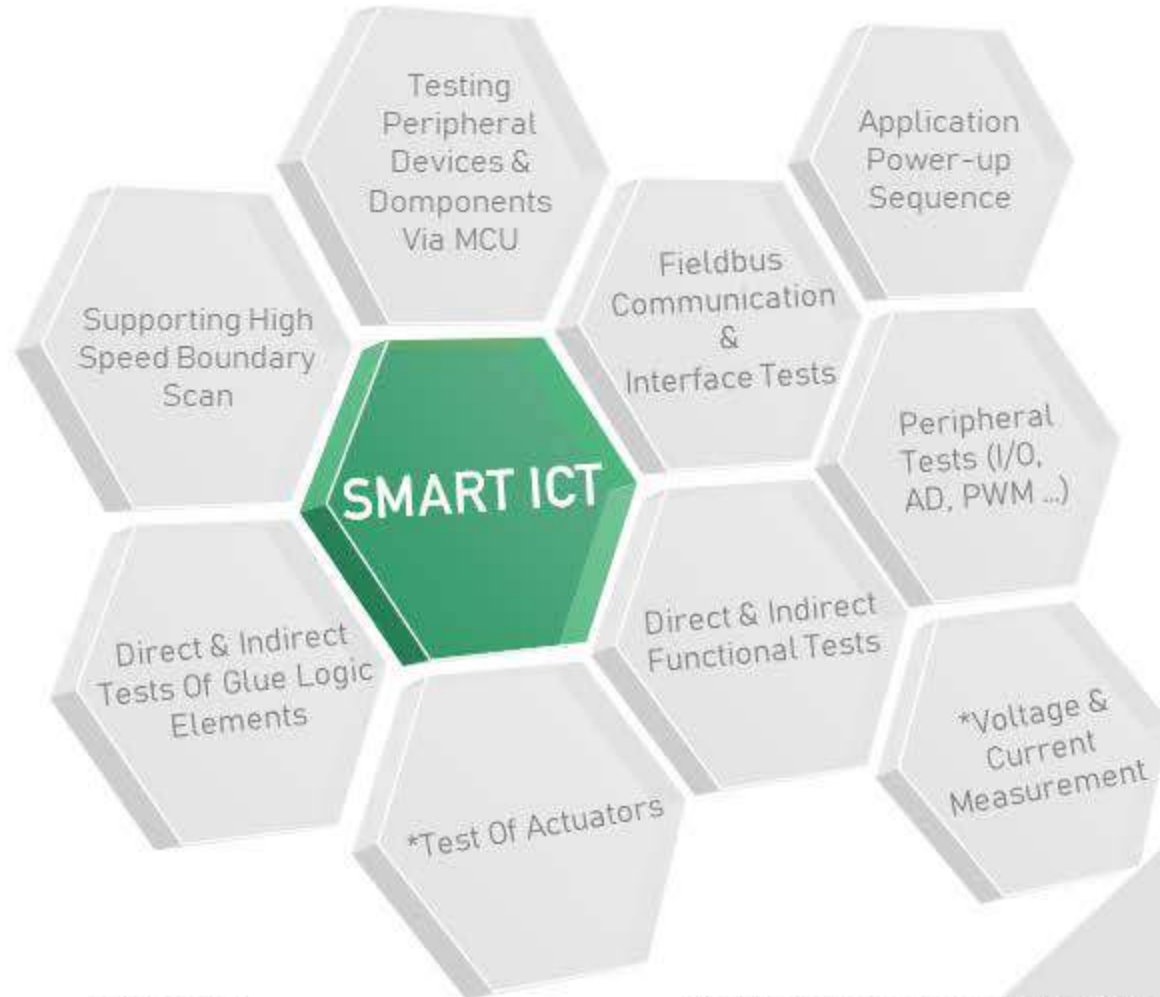 Testing
Peripheral
Devices &
Domponents
Via MCU
Application
Power-up
Sequence
Supporting High
Speed Boundary
Scan
Fieldbus
Communication
&
Interface Tests
SMART ICT
Peripheral
Tests (I/O,
AD, PWM ...)
Direct & Indirect
Tests Of Glue Logic
Elements
Direct & Indirect
Functional Tests
*Voltage &
Current
Measurement
*Test Of Actuators